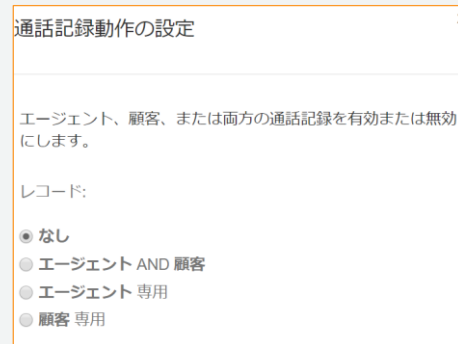 通話記録動作の設定
エージェント、顧客、または両方の通話記録を有効または無効
にします。
レコード:
なし
エージェント AND 顧客
エージェント 専用
顧客 専用